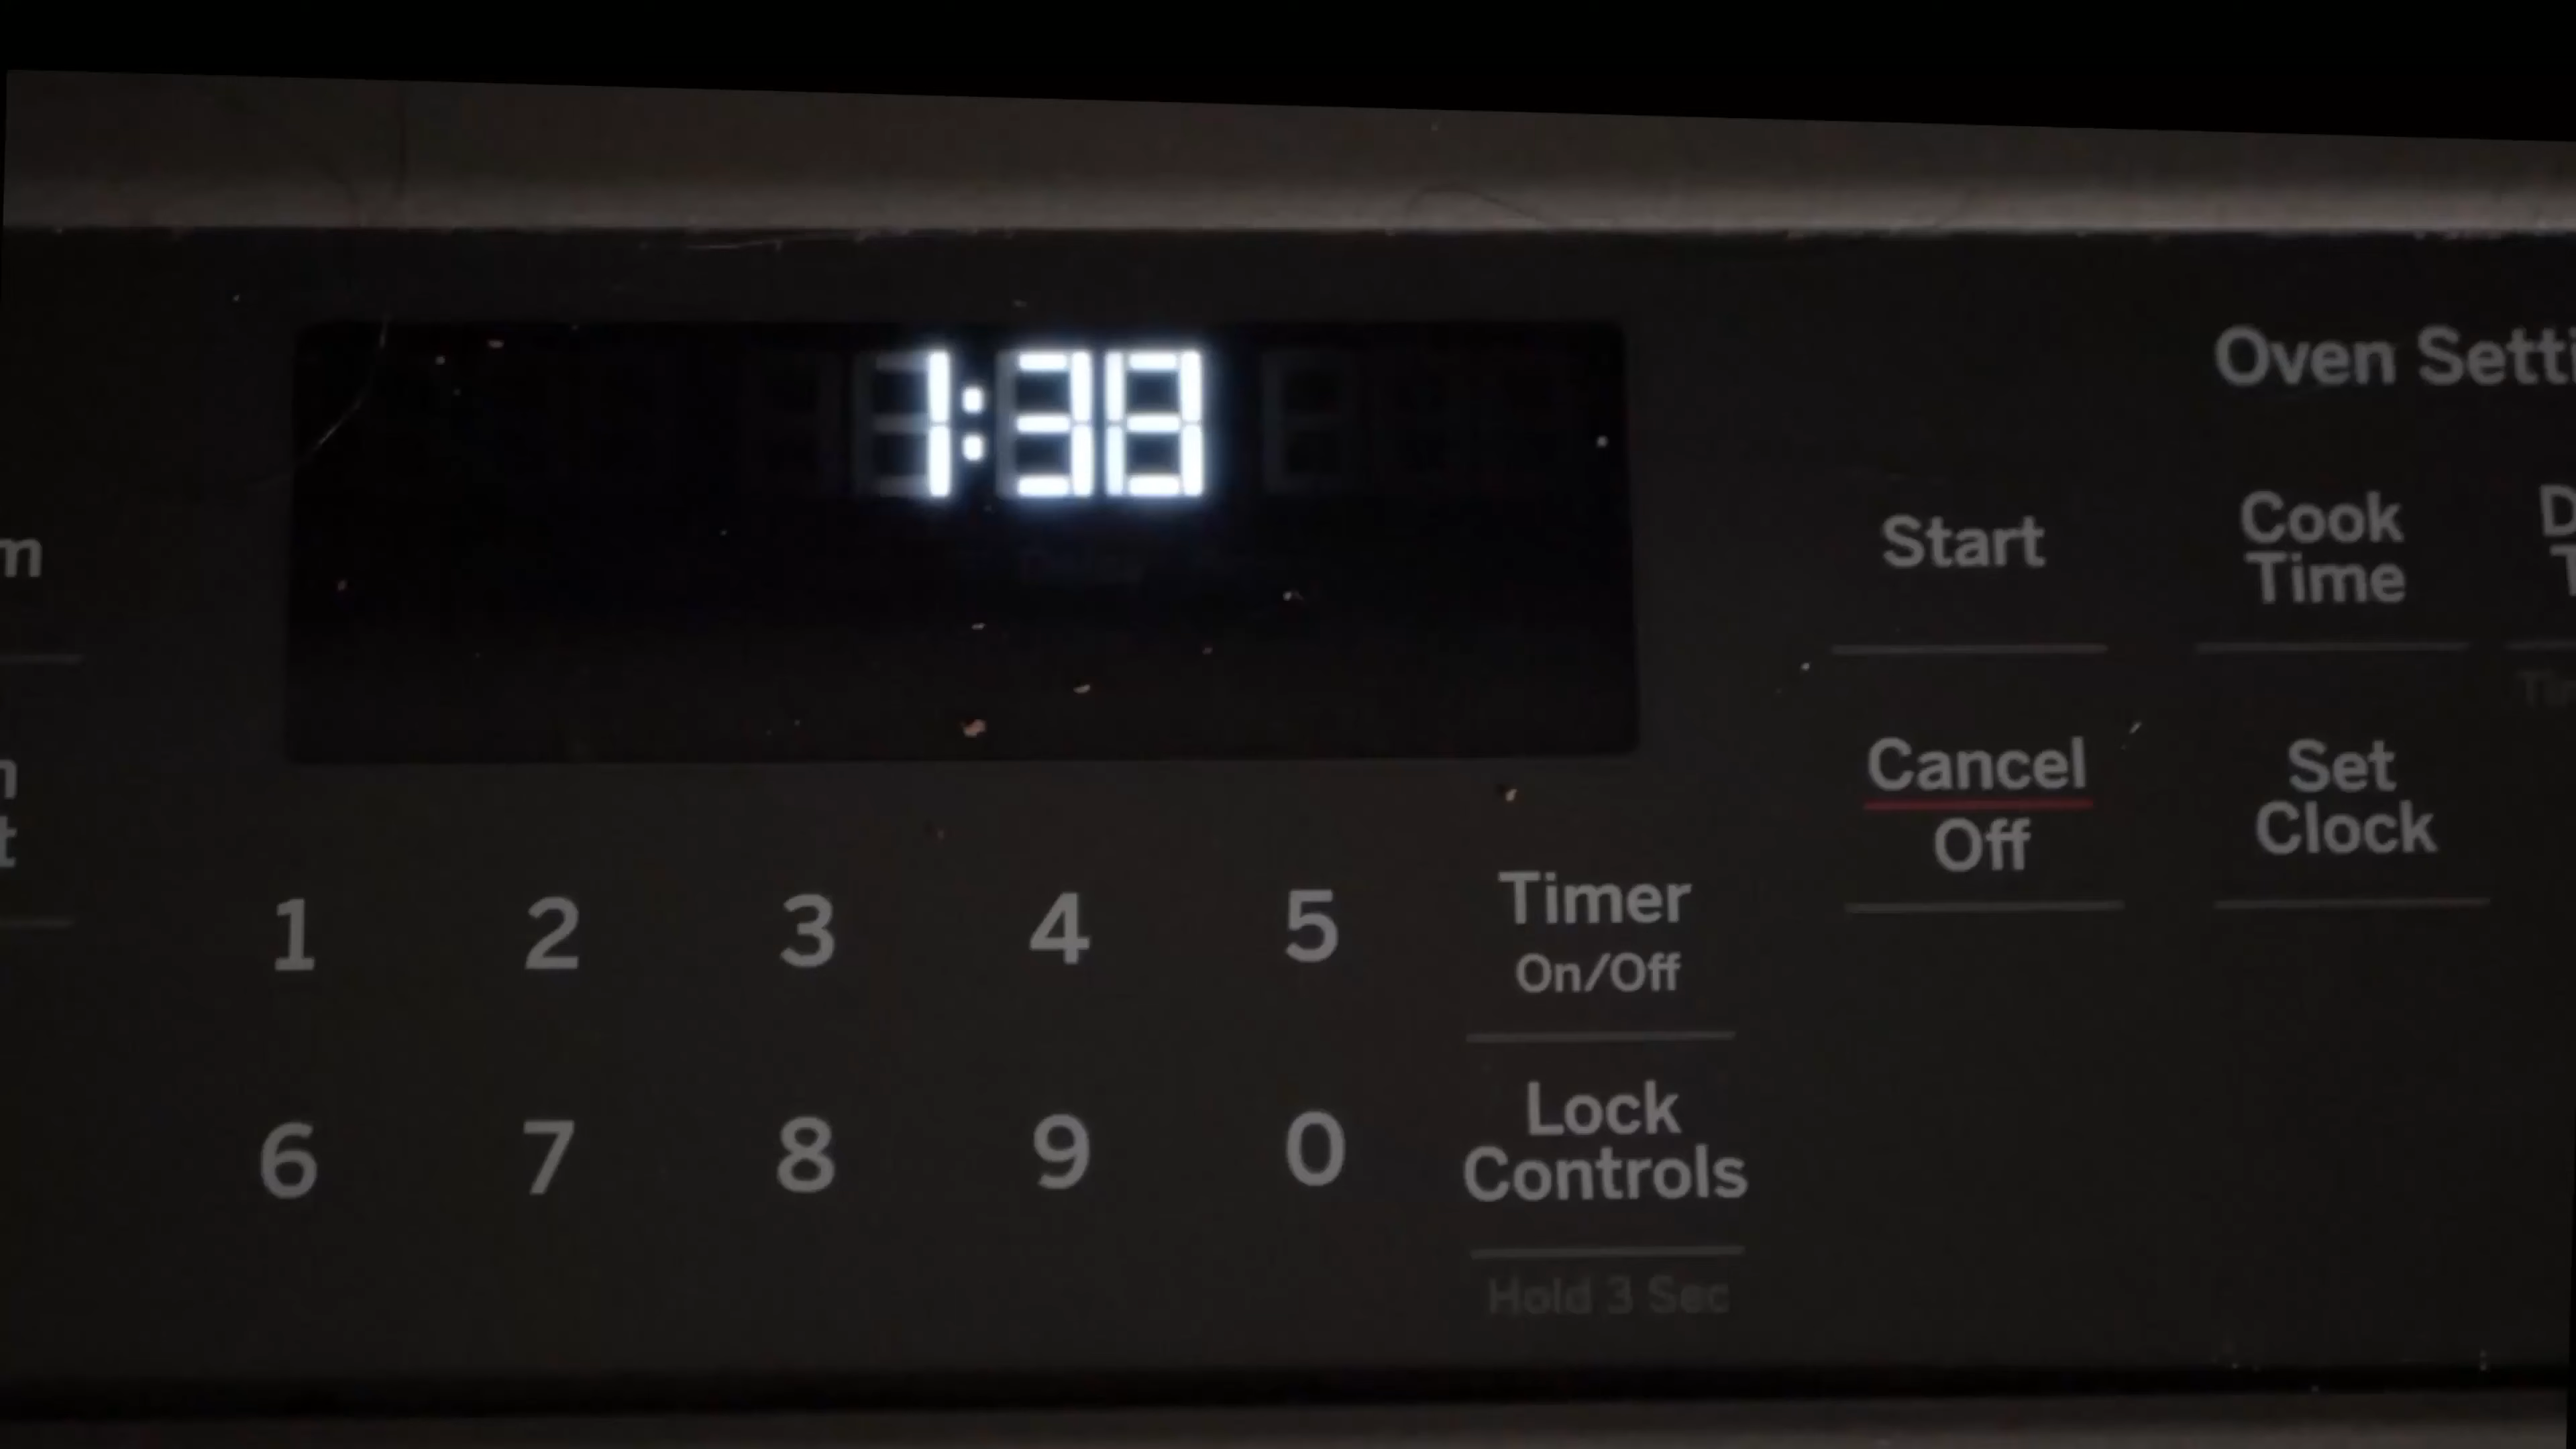 1:38
Oven Setti
Start
Cook
Time
m
Cancel
Off
Set
Clock
1 2 3 4 5
Timer
On/Off
6 7 8 9 0
Lock
Controls
Hold 3 Sec